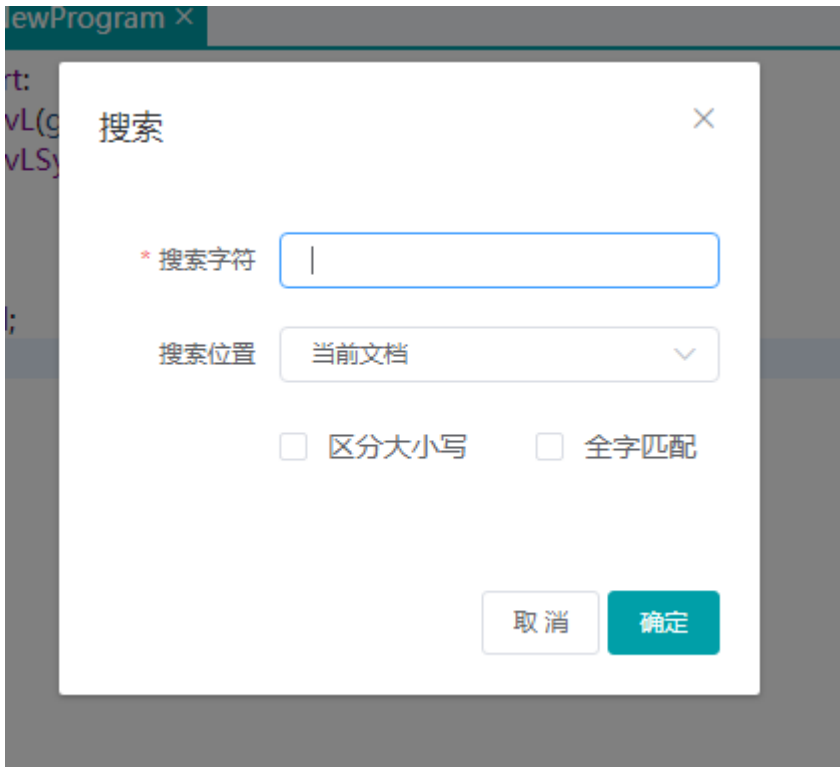 ewProgram ×
rt:
vL(g
vLSy
l;
搜索
* 搜索字符
搜索位置 当前文档
区分大小写 全字匹配
取 消 确定